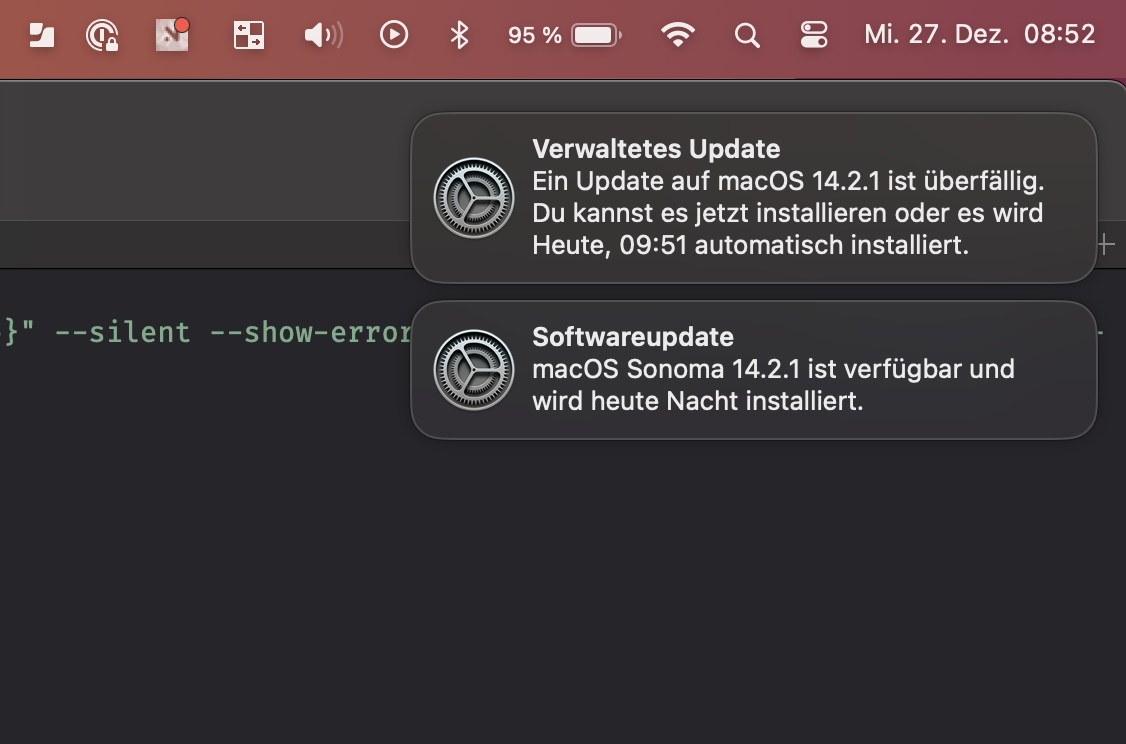 95 % Mi. 27. Dez. 08:52
Verwaltetes Update
Ein Update auf macOS 14.2.1 ist überfällig.
Du kannst es jetzt installieren oder es wird
Heute, 09:51 automatisch installiert.
}" --silent --show-error
Softwareupdate
macOS Sonoma 14.2.1 ist verfügbar und
wird heute Nacht installiert.